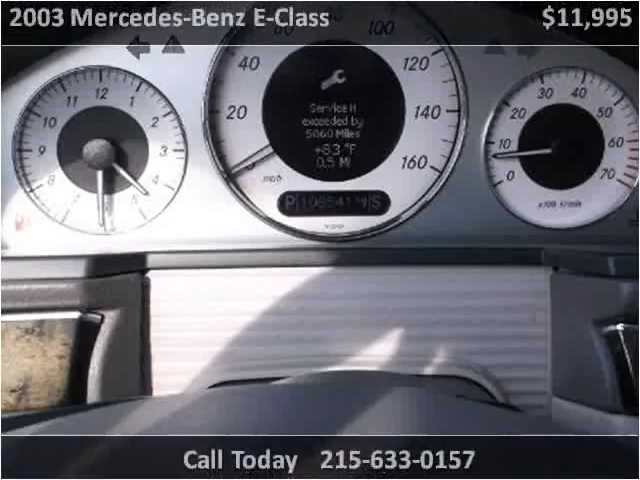 2003 Mercedes-Benz E-Class $11,995
60 80 100
40 120
20 140
160
mph
Service H
exceeded by
5060 Miles
+83 °F
0.5 MI
P S
12
11 1
10 2
9 3
8 4
7 5
0 10 20 30 40 50 60 70
x100 r/min
Call Today 215-633-0157